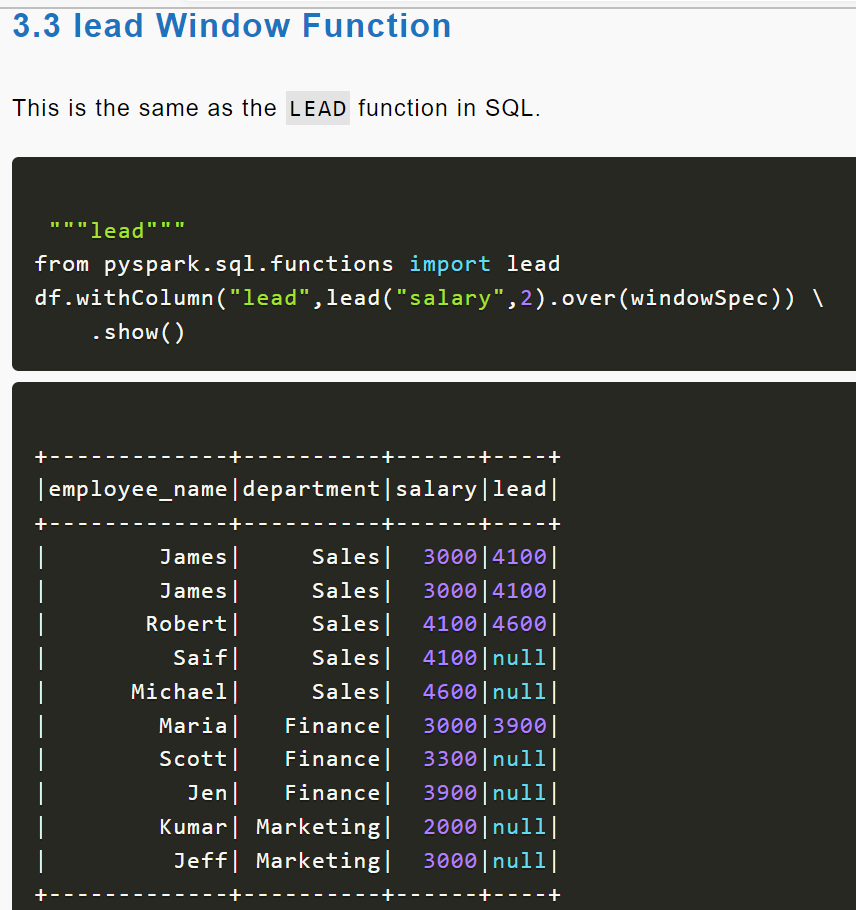 3.3 lead Window Function
This is the same as the LEAD function in SQL.
"""lead"""
from pyspark.sql.functions import lead
df.withColumn("lead",lead("salary",2).over(windowSpec)) \
    .show()
+-------------+----------+------+----+
|employee_name|department|salary|lead|
+-------------+----------+------+----+
|        James|     Sales|  3000|4100|
|        James|     Sales|  3000|4100|
|       Robert|     Sales|  4100|4600|
|         Saif|     Sales|  4100|null|
|      Michael|     Sales|  4600|null|
|        Maria|   Finance|  3000|3900|
|        Scott|   Finance|  3300|null|
|          Jen|   Finance|  3900|null|
|        Kumar| Marketing|  2000|null|
|         Jeff| Marketing|  3000|null|
+-------------+----------+------+----+